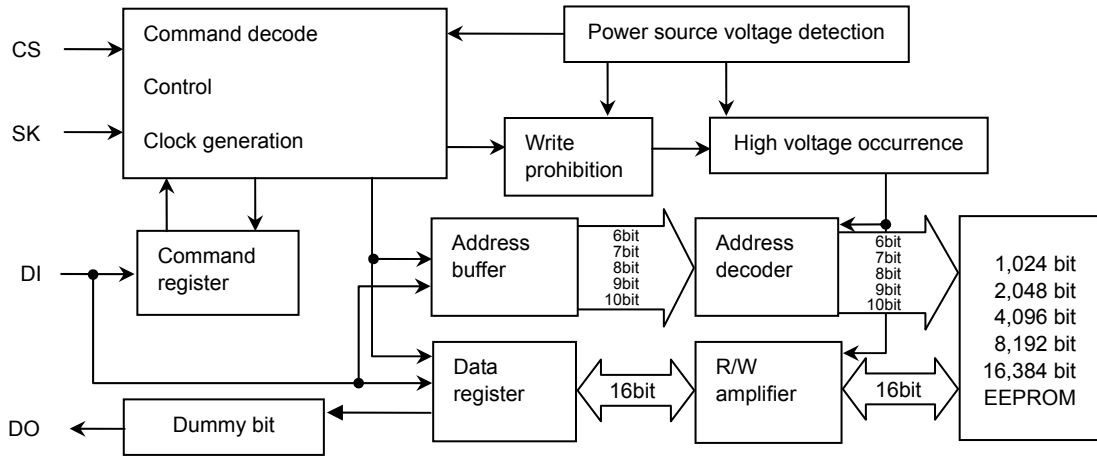 CS
SK
DI
DO
Command decode
Control
Clock generation
Power source voltage detection
Write
prohibition
High voltage occurrence
Command
register
Address
buffer
6bit
7bit
8bit
9bit
10bit
Address
decoder
6bit
7bit
8bit
9bit
10bit
1,024 bit
2,048 bit
4,096 bit
8,192 bit
16,384 bit
EEPROM
Data
register
16bit
R/W
amplifier
16bit
Dummy bit